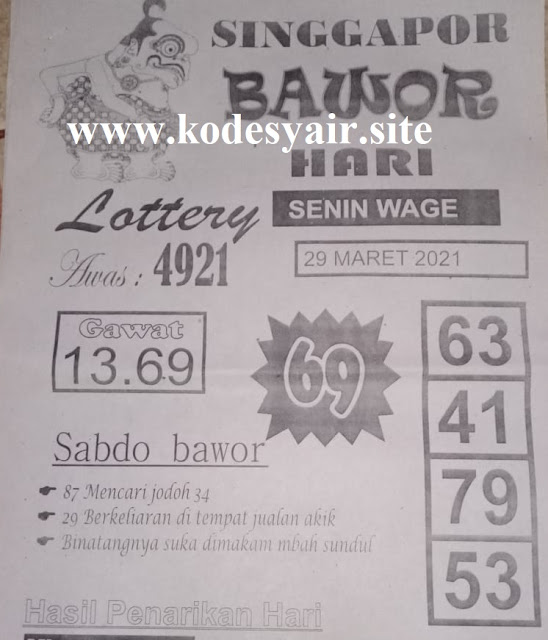 SINGGAPOR
BAWOR
www.kodesyair.site
HARI
Lottery
SENIN WAGE
Awas : 4921
29 MARET 2021
Gawat
13.69
69
63
41
79
53
Sabdo bawor
87 Mencari jodoh 34
29 Berkeliaran di tempat jualan akik
Binatangnya suka dimakam mbah sundul
Hasil Penarikan Hari